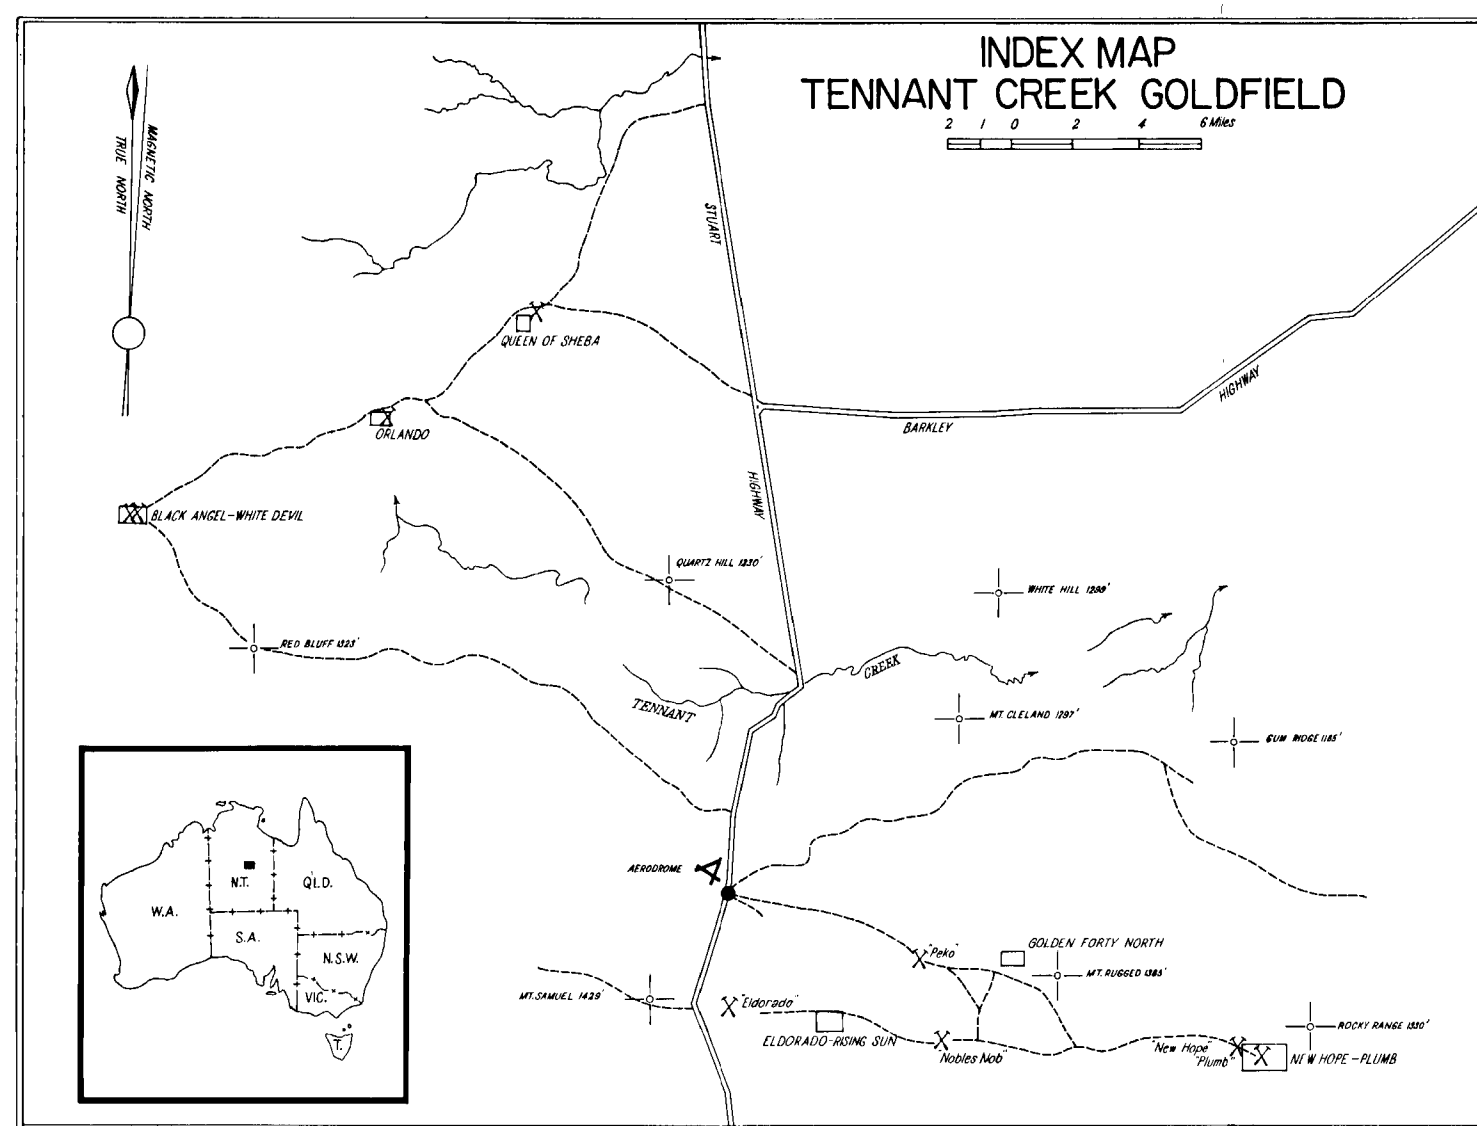 INDEX MAP
TENNANT CREEK GOLDFIELD
2 1 0 2 4 6 Miles
MAGNETIC NORTH
TRUE NORTH
STUART
QUEEN OF SHEBA
HIGHWAY
BARKLEY
ORLANDO
HIGHWAY
BLACK ANGEL-WHITE DEVIL
QUARTZ HILL 1230'
WHITE HILL 1299'
RED BLUFF 1323'
CREEK
TENNANT
MT. CLELAND 1297'
GUM RIDGE 1185'
AERODROME
N.T.
QLD.
W.A.
S.A.
N.S.W.
VIC.
T.
"Peko"
GOLDEN FORTY NORTH
MT. RUGGED 1385'
MT. SAMUEL 1429'
"Eldorado"
ELDORADO-RISING SUN
"Nobles Nob"
ROCKY RANGE 1330'
"New Hope"
"Plumb"
NEW HOPE-PLUMB